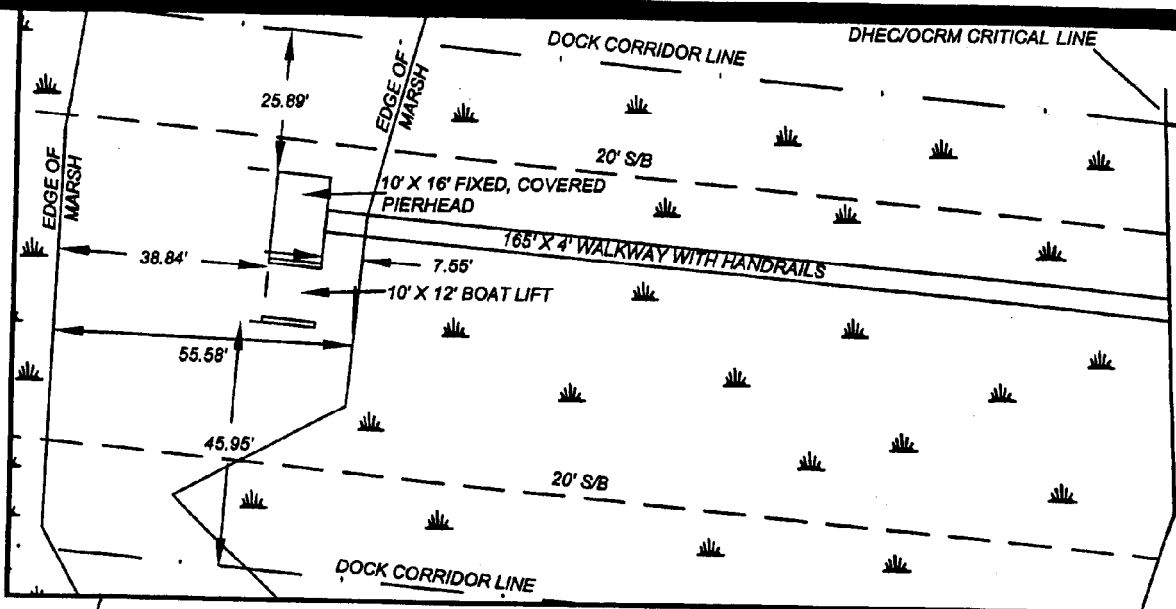 DOCK CORRIDOR LINE
DHEC/OCRM CRITICAL LINE
25.89'
EDGE OF
MARSH
20' S/B
EDGE OF
MARSH
10' X 16' FIXED, COVERED
PIERHEAD
165' X 4' WALKWAY WITH HANDRAILS
38.84'
7.55'
10' X 12' BOAT LIFT
55.58'
45.95'
20' S/B
DOCK CORRIDOR LINE